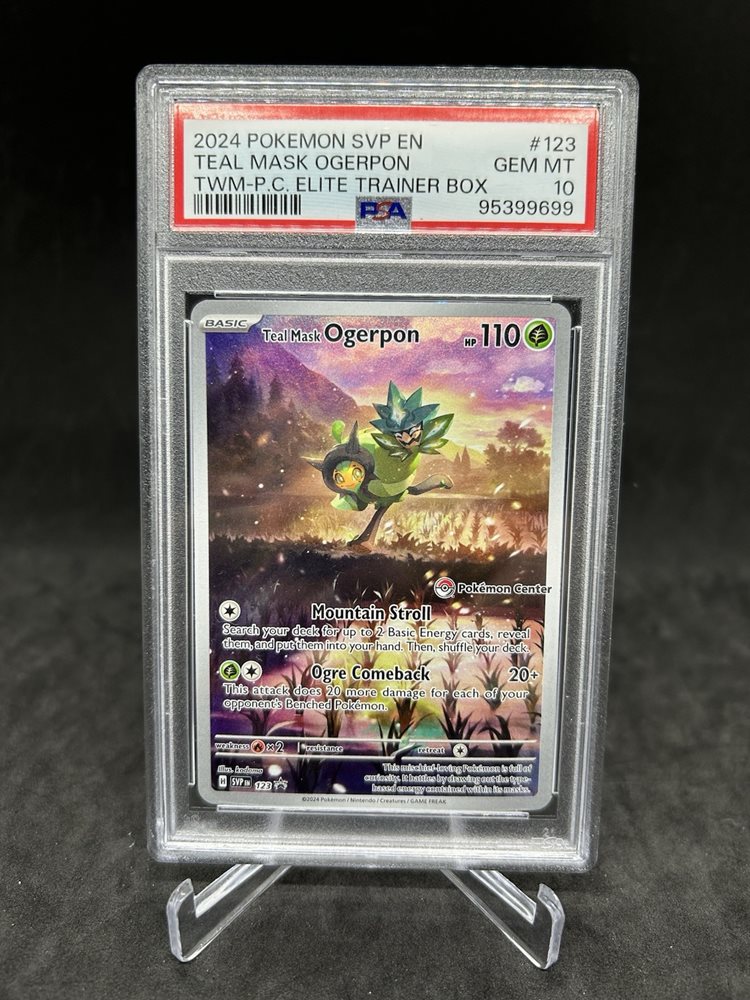 2024 POKEMON SVP EN #123
TEAL MASK OGERPON GEM MT
TWM-P.C. ELITE TRAINER BOX 10
PSA 95399699
BASIC Teal Mask Ogerpon HP 110
Pokémon Center
Mountain Stroll
Search your deck for up to 2 Basic Energy cards, reveal
them, and put them into your hand. Then, shuffle your deck.
Ogre Comeback 20+
This attack does 20 more damage for each of your
opponent's Benched Pokémon.
weakness ×2 resistance retreat
Illus. kodama
This mischief-loving Pokémon is full of
curiosity. It battles by drawing out the type-
based energy contained within its masks.
H SVP EN 123
©2024 Pokémon / Nintendo / Creatures / GAME FREAK